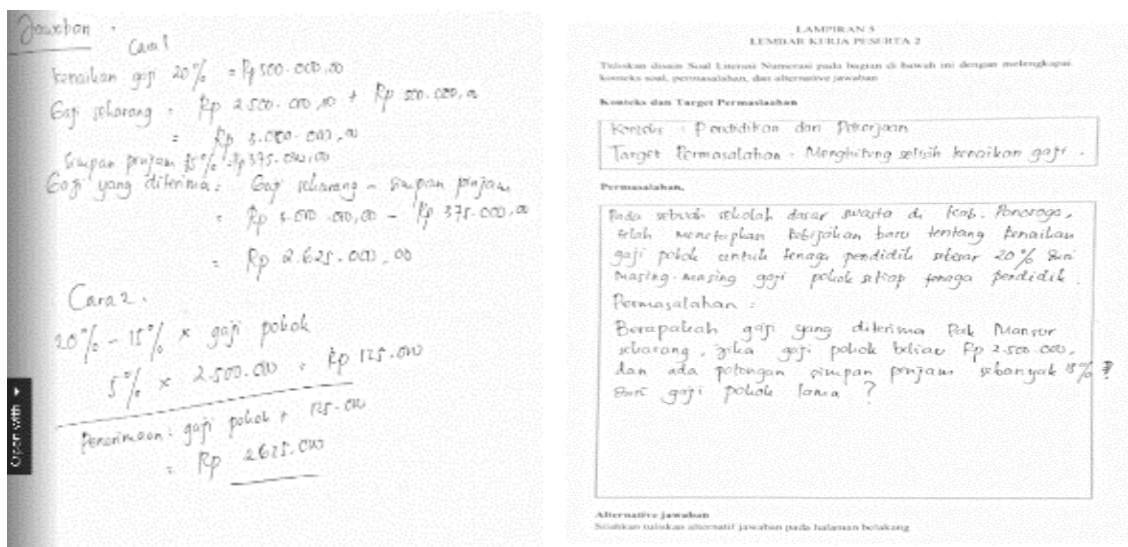 Jawaban :
Cara 1
kenaikan gaji 20% = Rp 500.000,00
Gaji sekarang = Rp 2.500.000,00 + Rp 500.000,00
= Rp 3.000.000,00
Simpan pinjam 15% = Rp 375.000,00
Gaji yang diterima = Gaji sekarang - Simpan pinjam
= Rp 3.000.000,00 - Rp 375.000,00
= Rp 2.625.000,00
Cara 2.
20% - 15% x gaji pokok
5% x 2.500.000 = Rp 125.000
Penerimaan : gaji pokok + 125.000
= Rp 2625.000
Open with
LAMPIRAN 5
LEMBAR KERJA PESERTA 2
Tuliskan disain Soal Literasi Numerasi pada bagian di bawah ini dengan melengkapai
konteks soal, permasalahan, dan alternative jawaban
Konteks dan Target Permaslaahan
Konteks : Pendidikan dan Pekerjaan
Target Permasalahan : Menghitung selisih kenaikan gaji .
Permasalahan,
Pada sebuah sekolah dasar swasta di Kab. Ponorogo,
telah menetapkan kebijakan baru tentang kenaikan
gaji pokok untuk tenaga pendidik sebesar 20% dari
masing-masing gaji pokok setiap tenaga pendidik.
Permasalahan :
Berapakah gaji yang diterima Pak Mansur
sekarang, jika gaji pokok beliau Rp 2.500.000,
dan ada potongan simpan pinjam sebanyak 15%
dari gaji pokok lama ?
Alternative jawaban
Silahkan tuliskan alternatif jawaban pada halaman belakang